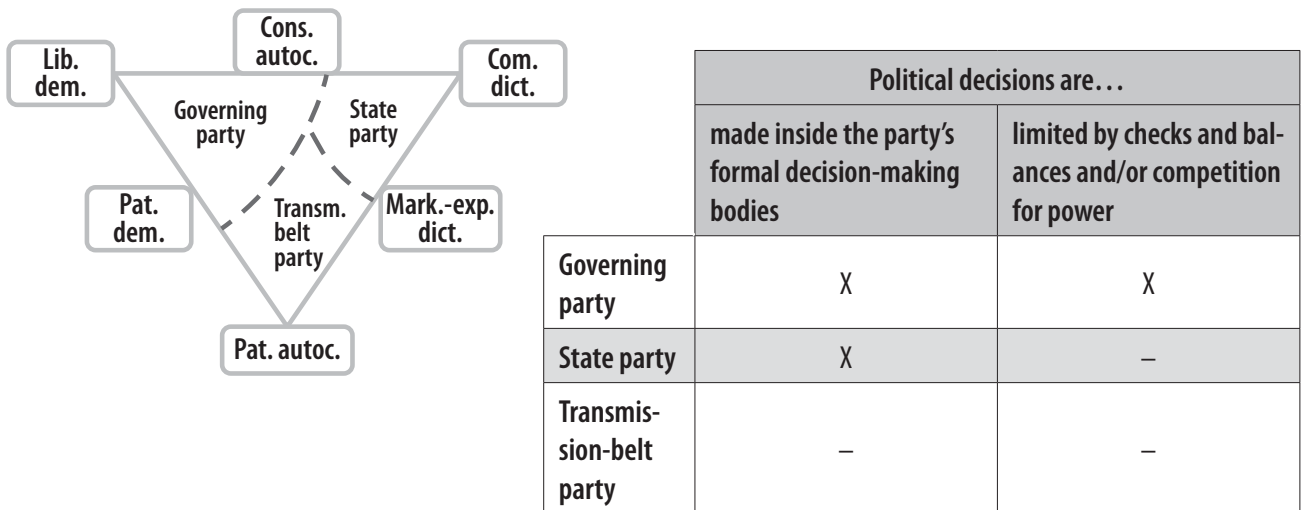 Cons.
autoc.
Lib.
dem.
Com.
dict.
Governing
party
State
party
Pat.
dem.
Transm.
belt
party
Mark.-exp.
dict.
Pat. autoc.
Political decisions are…
made inside the party's
formal decision-making
bodies
limited by checks and bal-
ances and/or competition
for power
Governing
party
X
X
State party
X
–
Transmis-
sion-belt
party
–
–